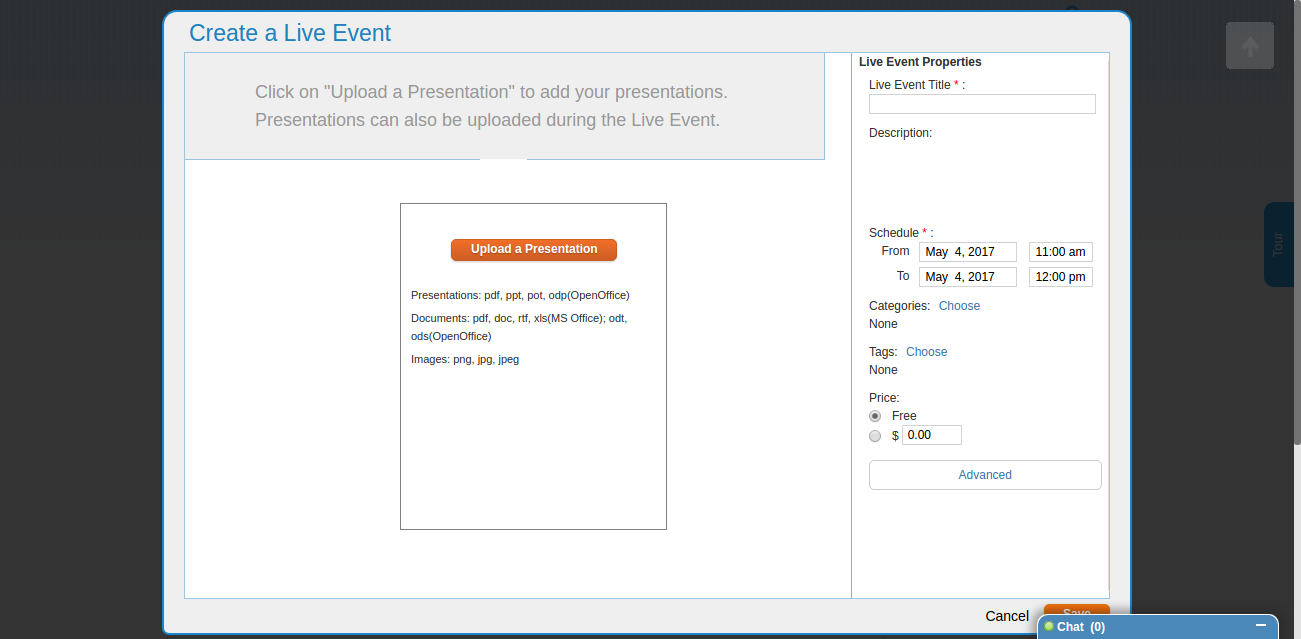 Create a Live Event
Click on "Upload a Presentation" to add your presentations.
Presentations can also be uploaded during the Live Event.
Upload a Presentation
Presentations: pdf, ppt, pot, odp(OpenOffice)
Documents: pdf, doc, rtf, xls(MS Office); odt,
ods(OpenOffice)
Images: png, jpg, jpeg
Live Event Properties
Live Event Title * :
Description:
Schedule * :
From May 4, 2017 11:00 am
To May 4, 2017 12:00 pm
Categories: Choose
None
Tags: Choose
None
Price:
Free
$ 0.00
Advanced
Cancel Save
Chat (0)
Tour